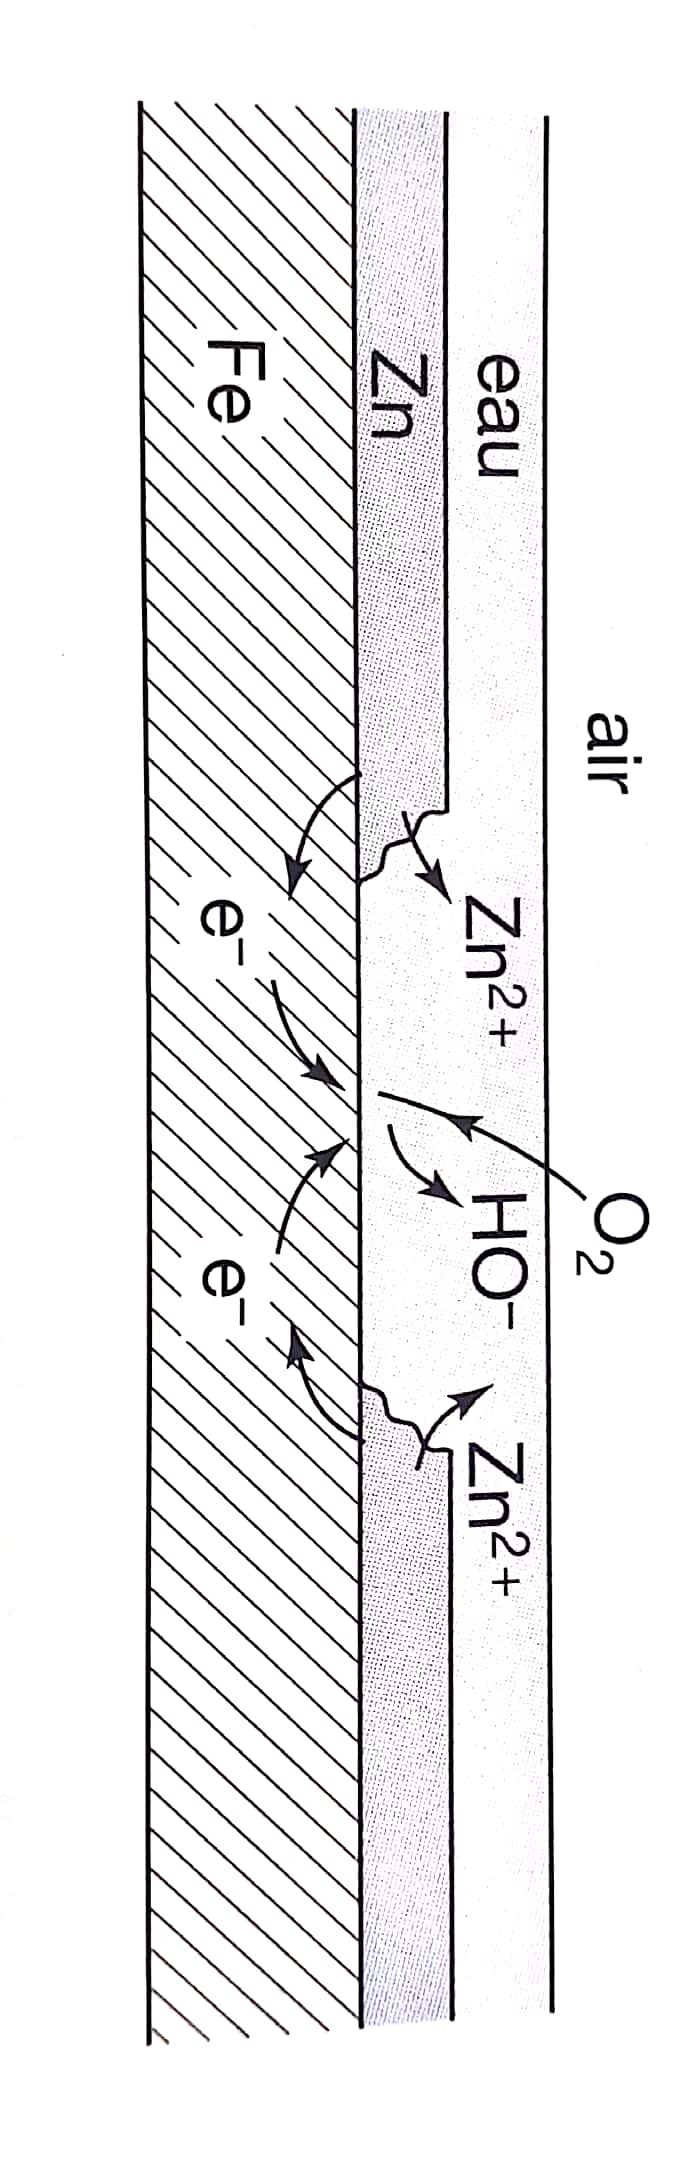 air
O₂
eau
Zn²⁺
HO⁻
Zn²⁺
Zn
Fe
e⁻
e⁻